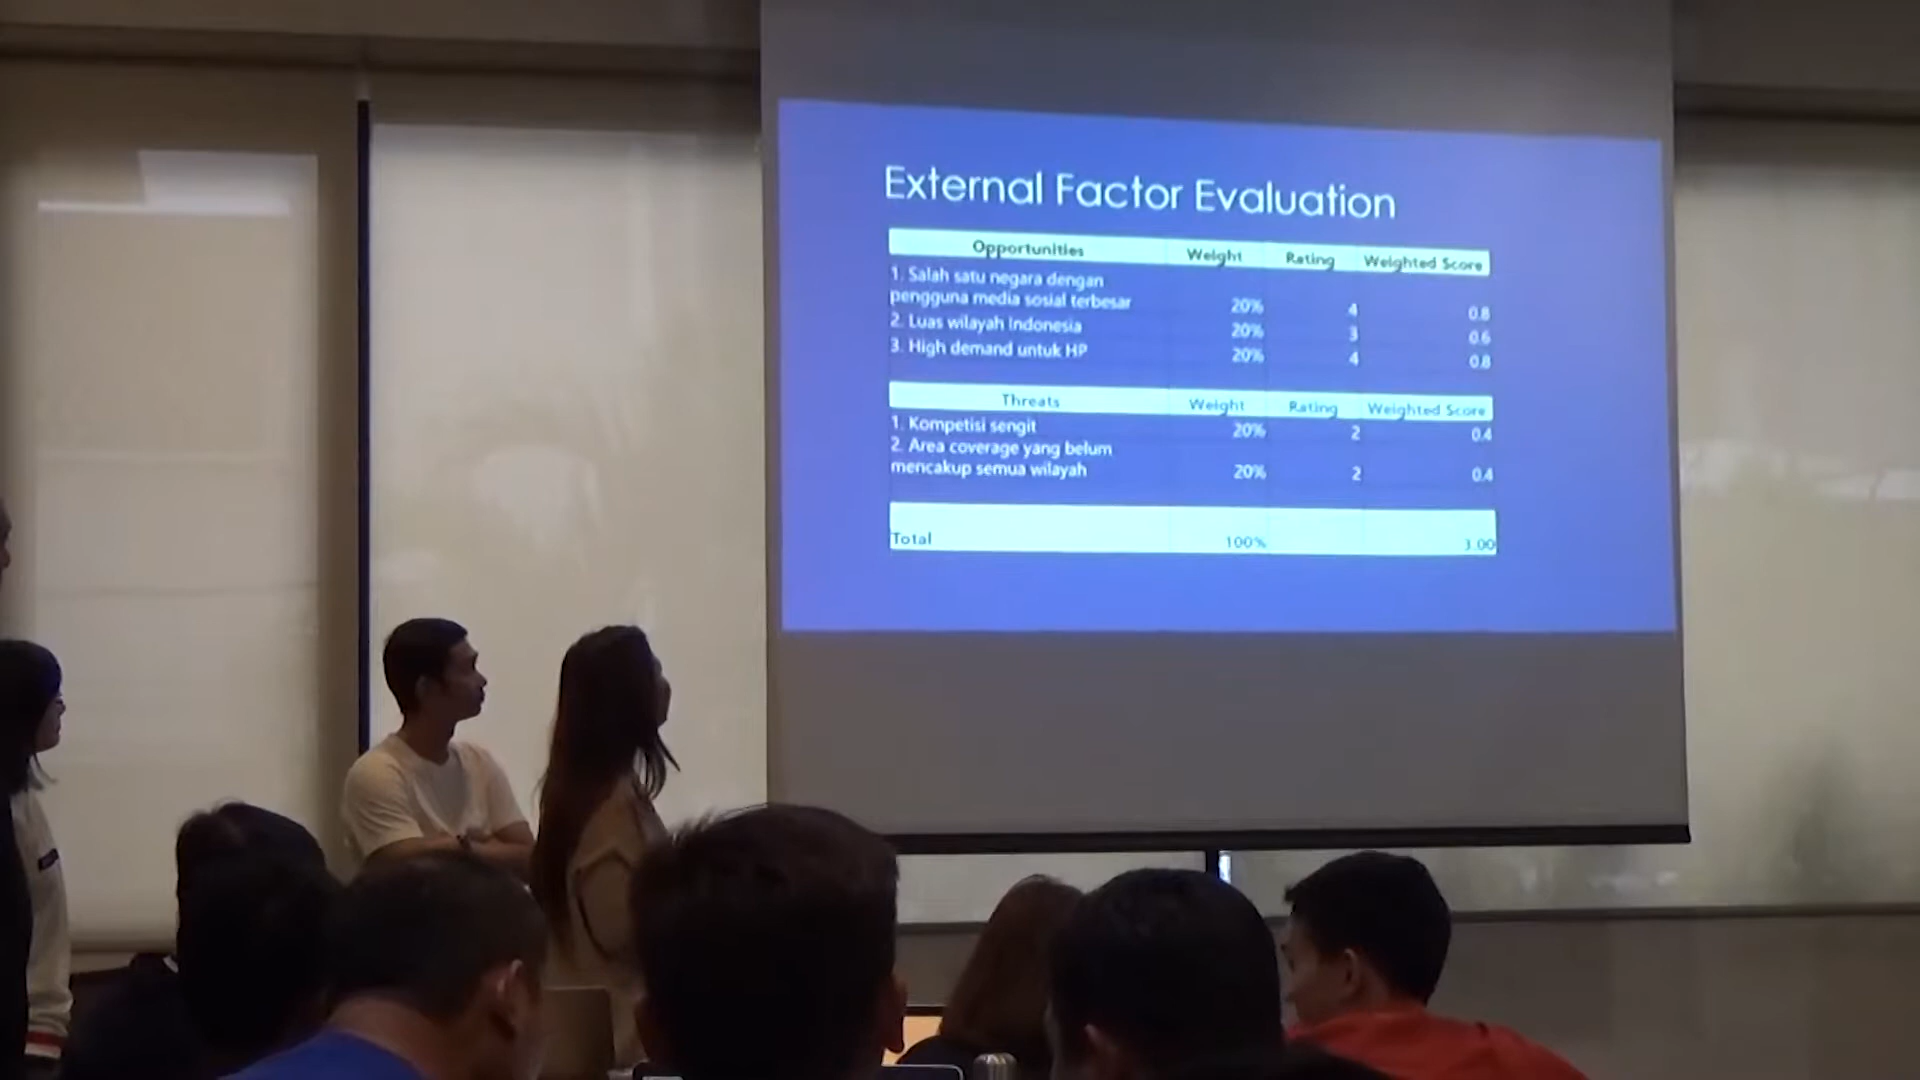 External Factor Evaluation
Opportunities Weight Rating Weighted Score
1. Salah satu negara dengan
pengguna media sosial terbesar 20% 4 0.8
2. Luas wilayah Indonesia 20% 3 0.6
3. High demand untuk HP 20% 4 0.8
Threats Weight Rating Weighted Score
1. Kompetisi sengit 20% 2 0.4
2. Area coverage yang belum
mencakup semua wilayah 20% 2 0.4
Total 100% 3.00